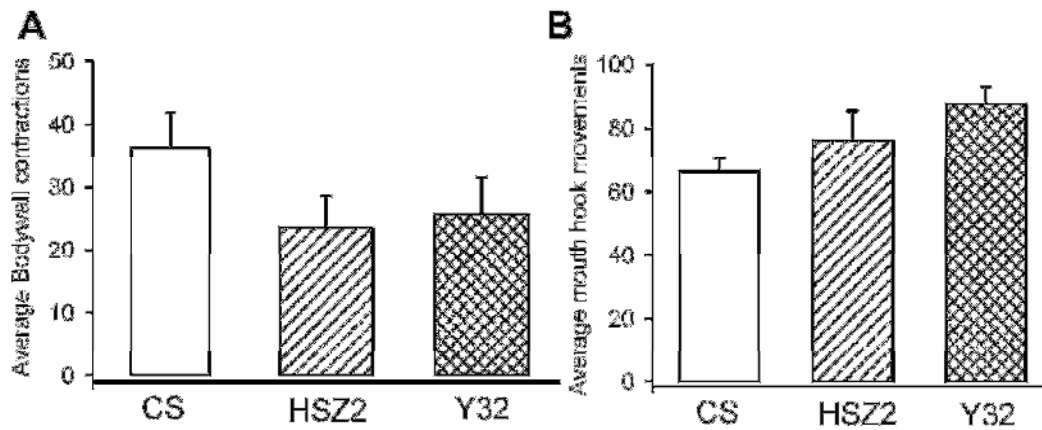 A
Average Bodywall contractions
50
40
30
20
10
0
CS HSZ2 Y32
B
Average mouth hook movements
100
80
60
40
20
0
CS HSZ2 Y32